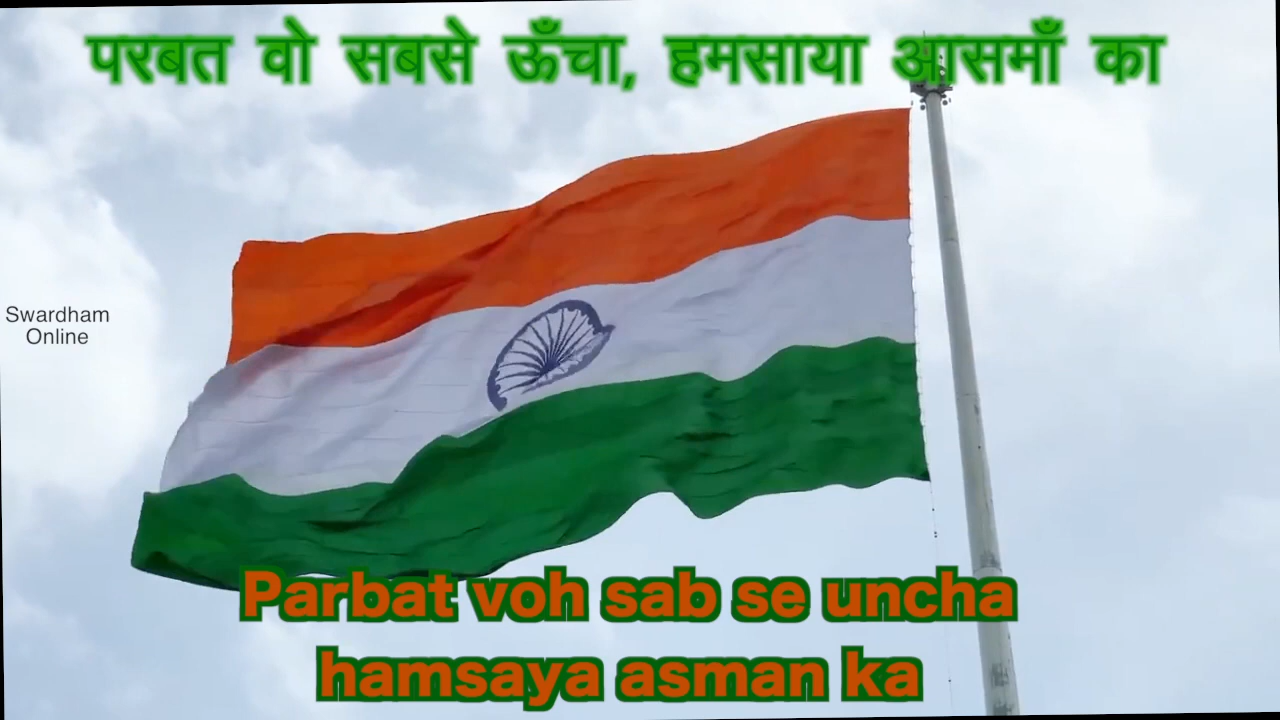 परबत वो सबसे ऊँचा, हमसाया आसमाँ का
Swardham
Online
Parbat voh sab se uncha
hamsaya asman ka